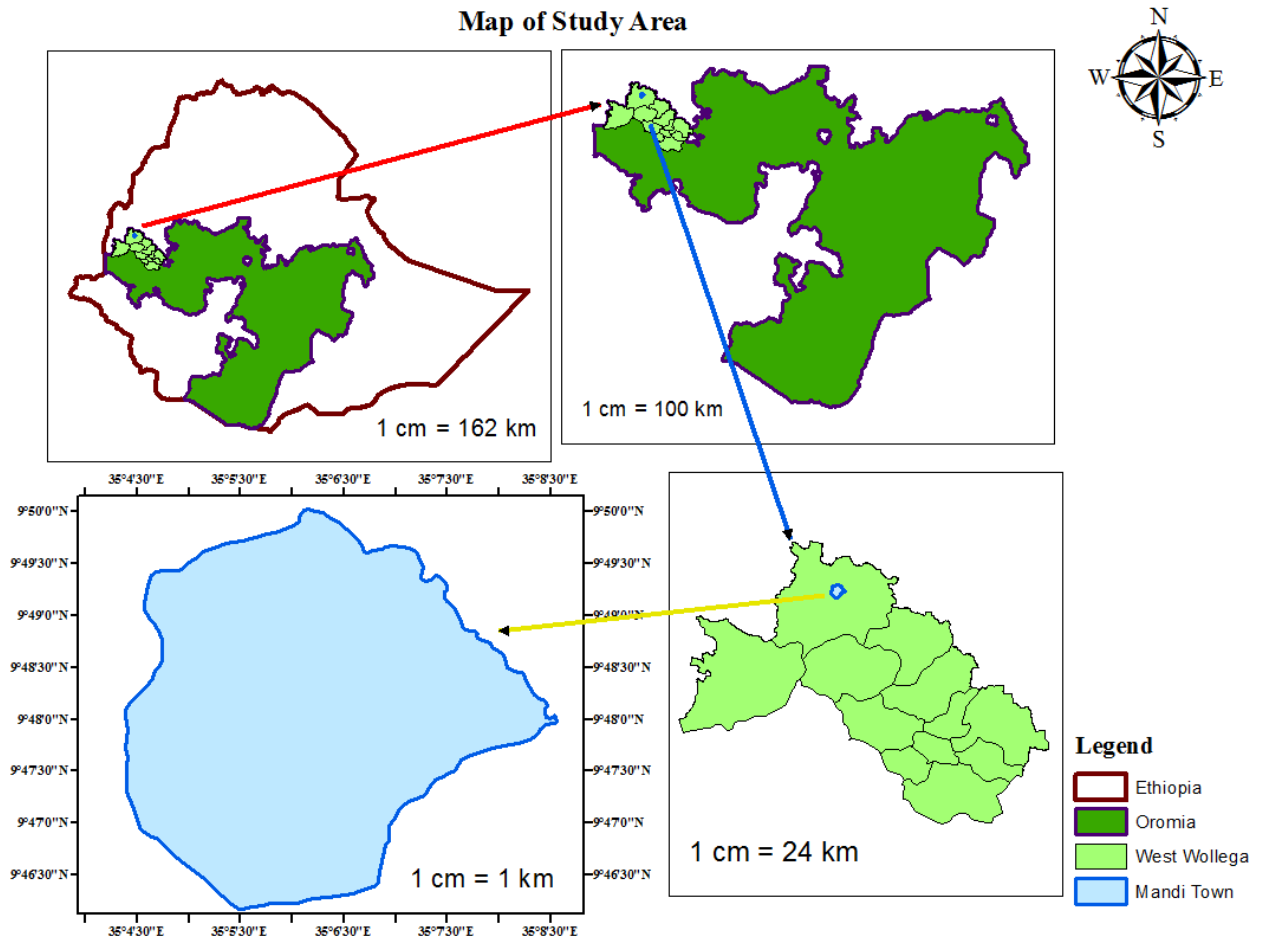 Map of Study Area
N
W E
S
1 cm = 162 km
1 cm = 100 km
35°4'30"E 35°5'30"E 35°6'30"E 35°7'30"E 35°8'30"E
9°50'0"N 9°50'0"N
9°49'30"N 9°49'30"N
9°49'0"N 9°49'0"N
9°48'30"N 9°48'30"N
9°48'0"N 9°48'0"N
9°47'30"N 9°47'30"N
9°47'0"N 9°47'0"N
9°46'30"N 9°46'30"N
1 cm = 1 km
35°4'30"E 35°5'30"E 35°6'30"E 35°7'30"E 35°8'30"E
1 cm = 24 km
Legend
Ethiopia
Oromia
West Wollega
Mandi Town